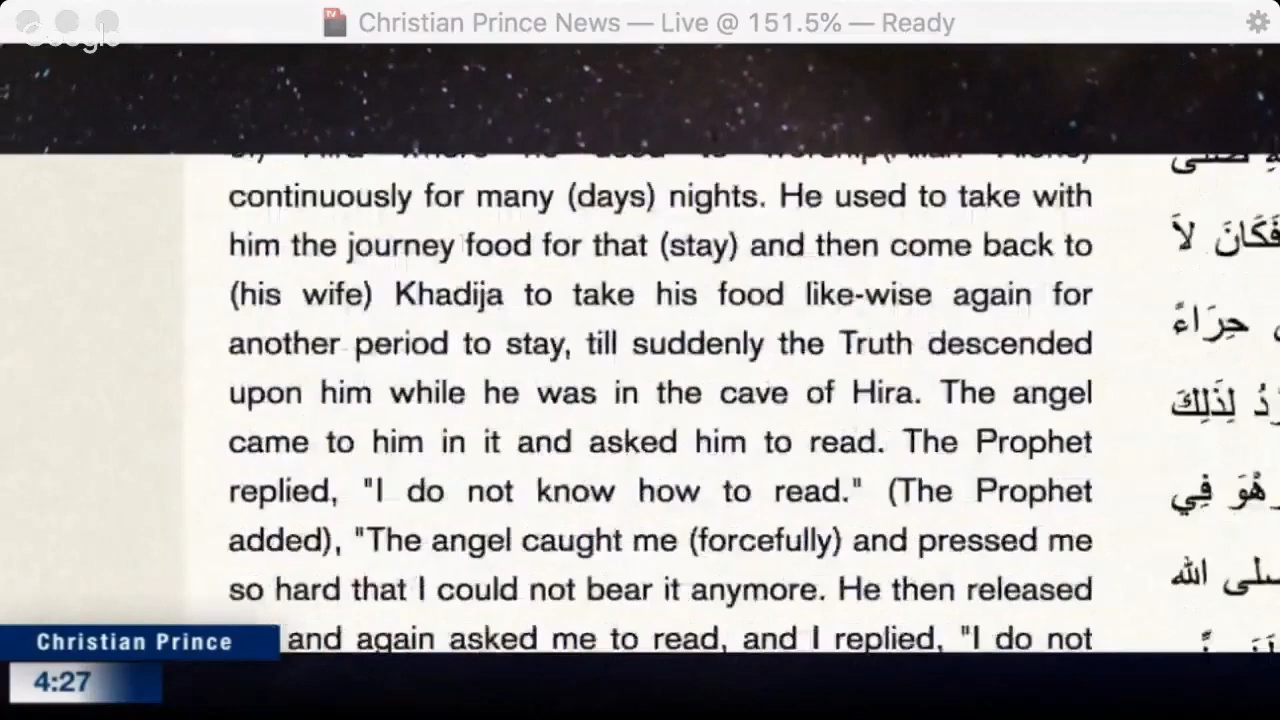 Christian Prince News — Live @ 151.5% — Ready
Google
continuously for many (days) nights. He used to take with
him the journey food for that (stay) and then come back to
(his wife) Khadija to take his food like-wise again for
another period to stay, till suddenly the Truth descended
upon him while he was in the cave of Hira. The angel
came to him in it and asked him to read. The Prophet
replied, "I do not know how to read." (The Prophet
added), "The angel caught me (forcefully) and pressed me
so hard that I could not bear it anymore. He then released
and again asked me to read, and I replied, "I do not
فَكَانَ لاَ
حِرَاءً
لِذَلِكَ
هْوَ فِي
الله
Christian Prince
4:27